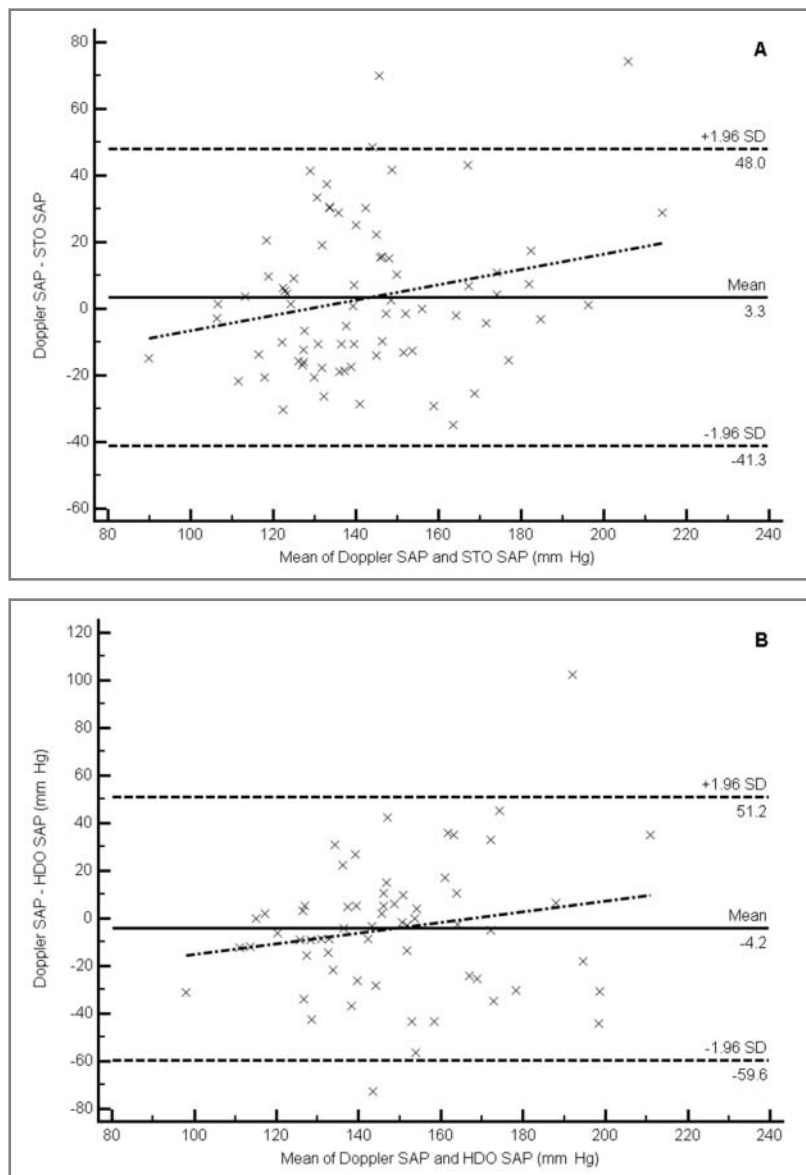 A
80
60
40
20
0
-20
-40
-60
Doppler SAP - STO SAP
+1.96 SD
48.0
Mean
3.3
-1.96 SD
-41.3
80 100 120 140 160 180 200 220 240
Mean of Doppler SAP and STO SAP (mm Hg)
B
120
100
80
60
40
20
0
-20
-40
-60
-80
Doppler SAP - HDO SAP (mm Hg)
+1.96 SD
51.2
Mean
-4.2
-1.96 SD
-59.6
80 100 120 140 160 180 200 220 240
Mean of Doppler SAP and HDO SAP (mm Hg)